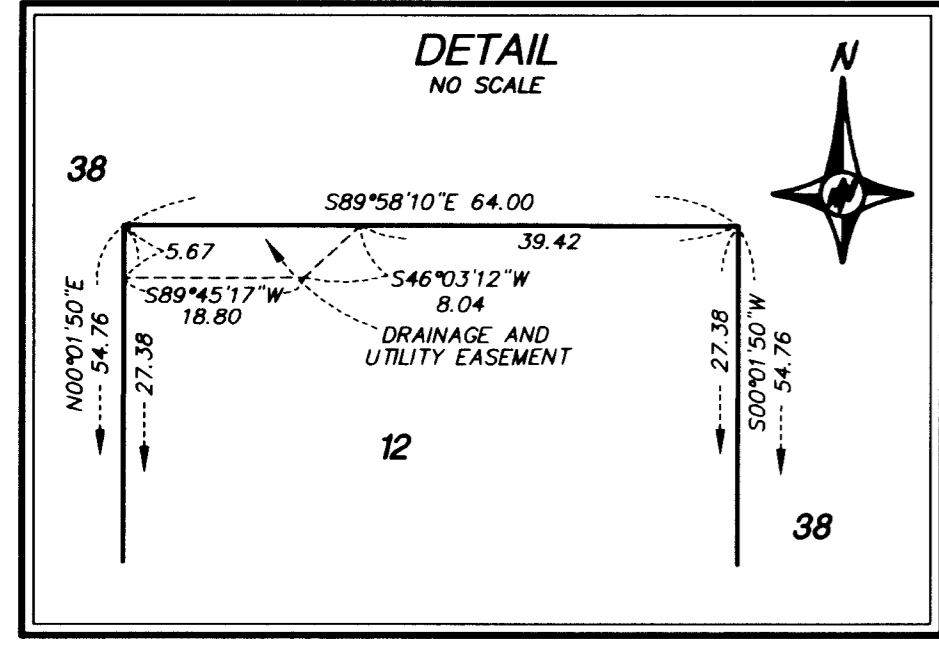 DETAIL
NO SCALE
N
38
S89°58'10"E 64.00
5.67
39.42
S89°45'17"W
18.80
S46°03'12"W
8.04
DRAINAGE AND
UTILITY EASEMENT
N00°01'50"E
54.76
27.38
27.38
S00°01'50"W
54.76
12
38